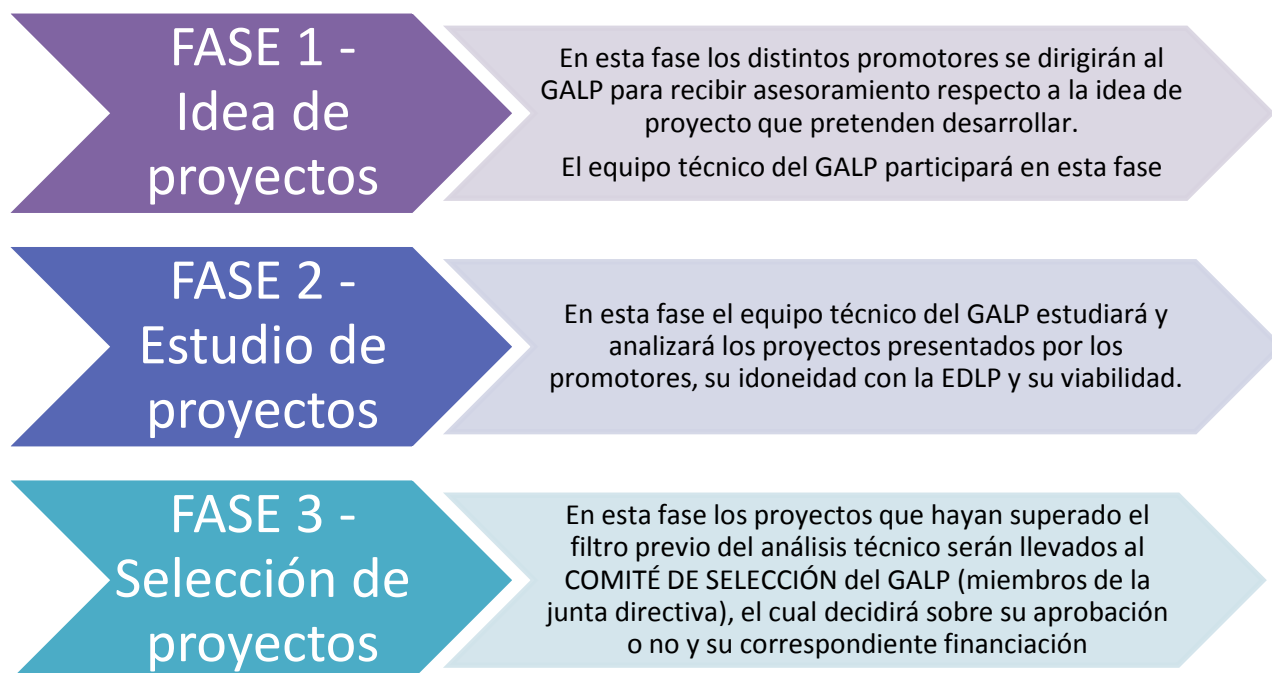 FASE 1 -
Idea de
proyectos
En esta fase los distintos promotores se dirigirán al
GALP para recibir asesoramiento respecto a la idea de
proyecto que pretenden desarrollar.
El equipo técnico del GALP participará en esta fase
FASE 2 -
Estudio de
proyectos
En esta fase el equipo técnico del GALP estudiará y
analizará los proyectos presentados por los
promotores, su idoneidad con la EDLP y su viabilidad.
FASE 3 -
Selección de
proyectos
En esta fase los proyectos que hayan superado el
filtro previo del análisis técnico serán llevados al
COMITÉ DE SELECCIÓN del GALP (miembros de la
junta directiva), el cual decidirá sobre su aprobación
o no y su correspondiente financiación